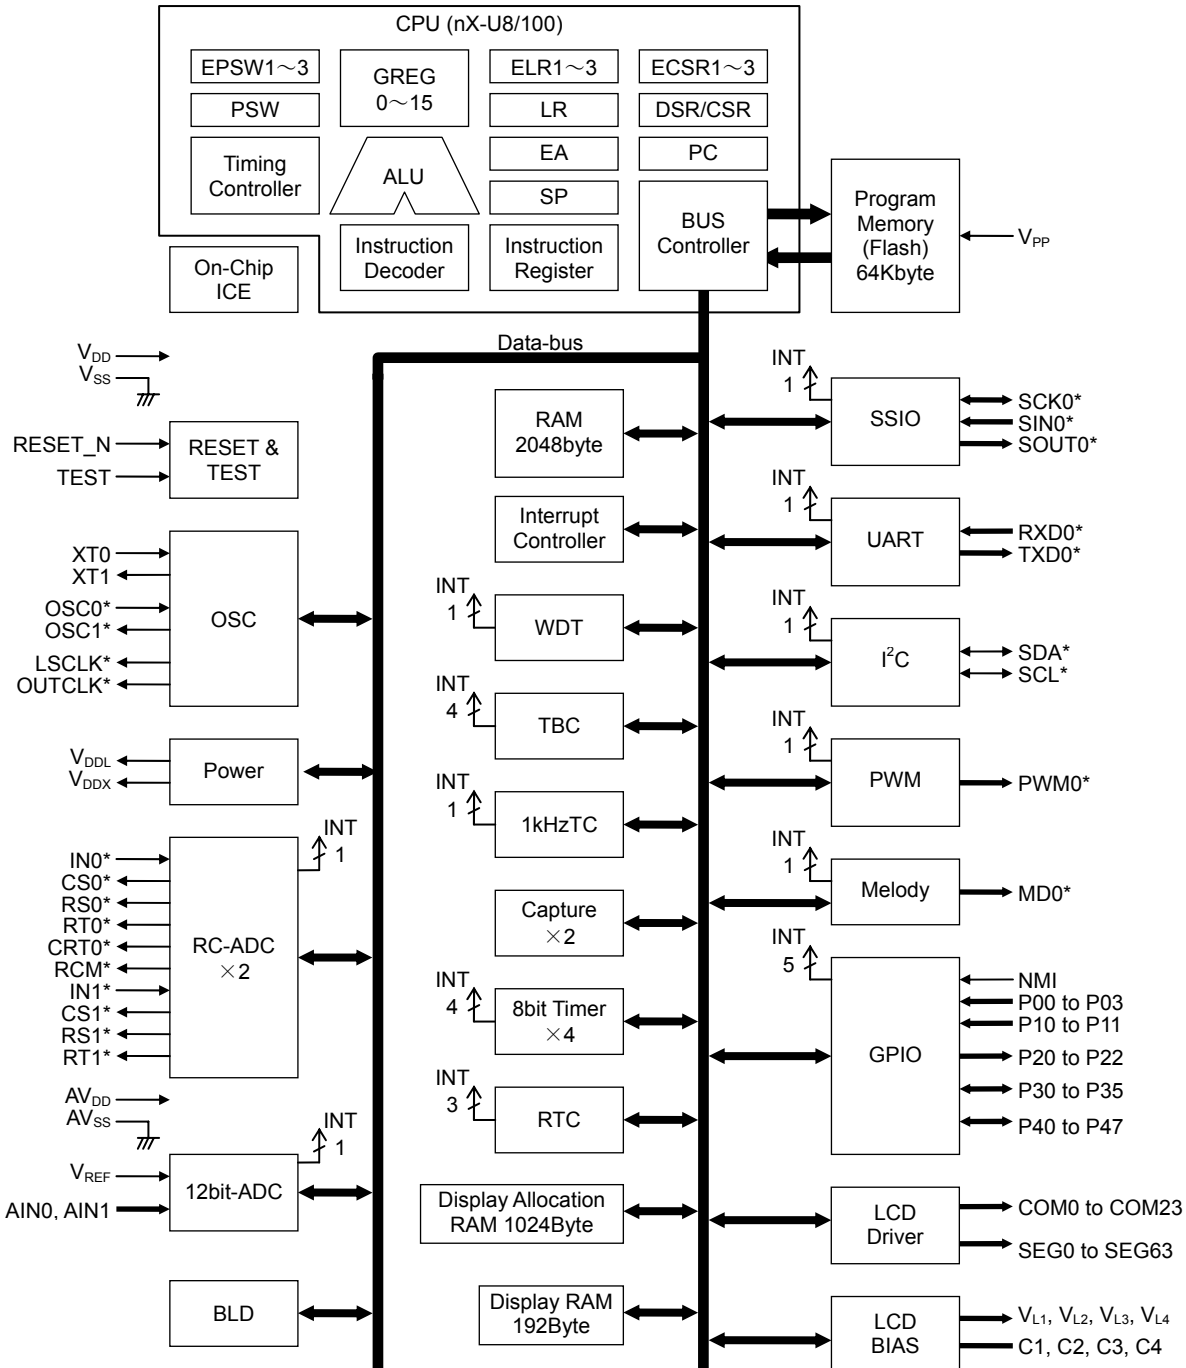 CPU (nX-U8/100)
EPSW1～3
GREG
0～15
ELR1～3
ECSR1～3
PSW
LR
DSR/CSR
Timing
Controller
ALU
EA
PC
SP
BUS
Controller
Program
Memory
(Flash)
64Kbyte
VPP
Instruction
Decoder
Instruction
Register
On-Chip
ICE
Data-bus
VDD
VSS
RESET_N
TEST
RESET &
TEST
XT0
XT1
OSC0*
OSC1*
LSCLK*
OUTCLK*
OSC
VDDL
VDDX
Power
IN0*
CS0*
RS0*
RT0*
CRT0*
RCM*
IN1*
CS1*
RS1*
RT1*
RC-ADC
×2
INT
1
AVDD
AVSS
VREF
AIN0, AIN1
12bit-ADC
INT
1
BLD
RAM
2048byte
Interrupt
Controller
INT
1
WDT
INT
4
TBC
INT
1
1kHzTC
Capture
×2
INT
4
8bit Timer
×4
INT
3
RTC
Display Allocation
RAM 1024Byte
Display RAM
192Byte
INT
1
SSIO
SCK0*
SIN0*
SOUT0*
INT
1
UART
RXD0*
TXD0*
INT
1
I²C
SDA*
SCL*
INT
1
PWM
PWM0*
INT
1
Melody
MD0*
INT
5
GPIO
NMI
P00 to P03
P10 to P11
P20 to P22
P30 to P35
P40 to P47
LCD
Driver
COM0 to COM23
SEG0 to SEG63
LCD
BIAS
VL1, VL2, VL3, VL4
C1, C2, C3, C4